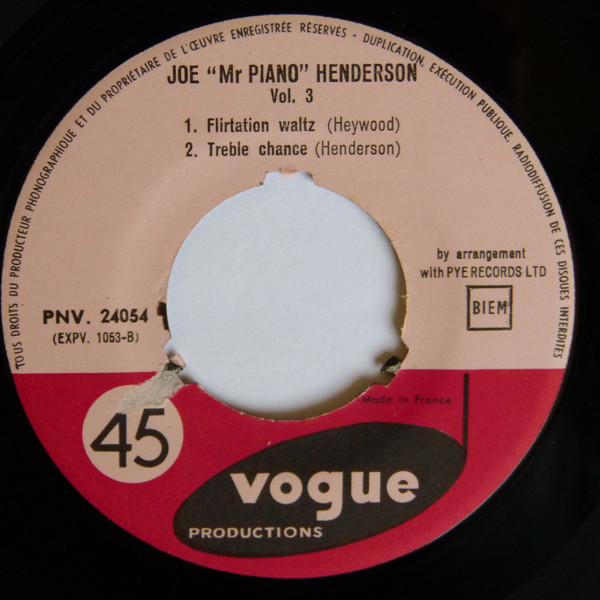 TOUS DROITS DU PRODUCTEUR PHONOGRAPHIQUE ET DU PROPRIÉTAIRE DE L'ŒUVRE ENREGISTRÉE RÉSERVÉS - DUPLICATION, EXÉCUTION PUBLIQUE, RADIODIFFUSION DE CES DISQUES INTERDITES
JOE "Mr PIANO" HENDERSON
Vol. 3
1. Flirtation waltz (Heywood)
2. Treble chance (Henderson)
by arrangement
with PYE RECORDS LTD
BIEM
PNV. 24054
(EXPV. 1053-B)
Made in France
45
vogue
PRODUCTIONS